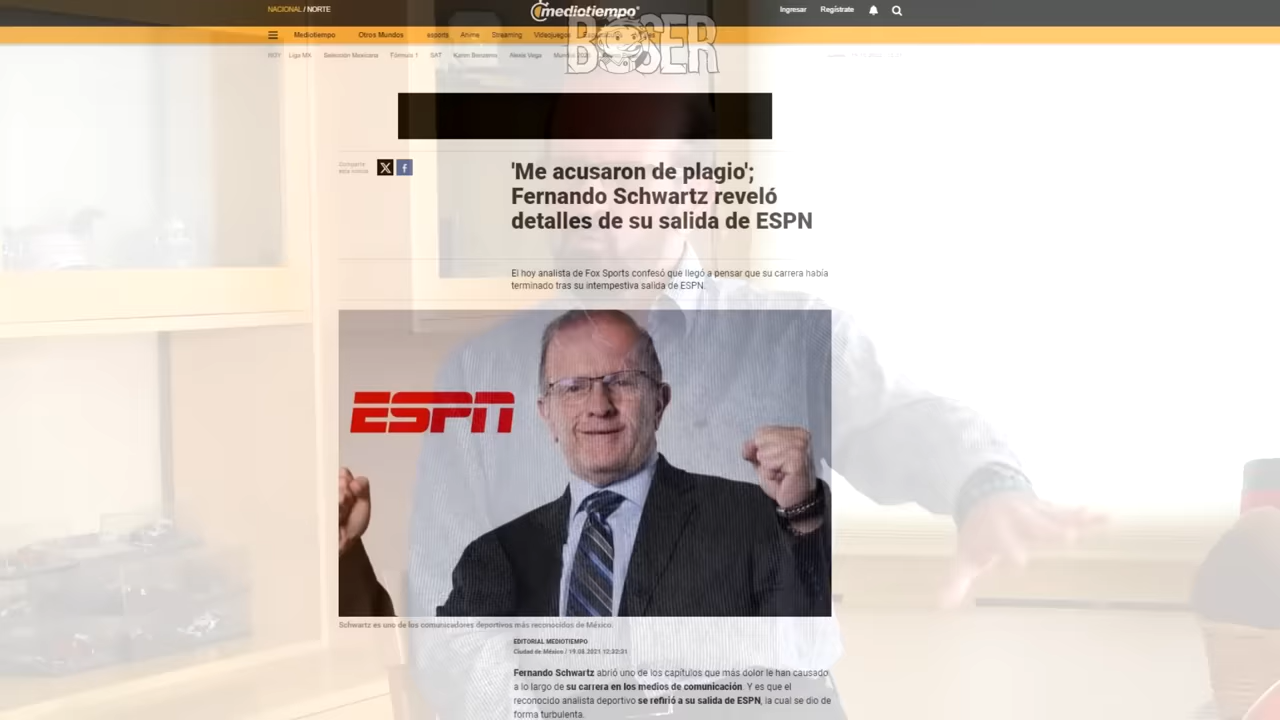 NACIONAL / NORTE
mediotiempo
Ingresar
Regístrate
BOSER
Mediotiempo
Otros Mundos
esports
Anime
Streaming
Videojuegos
HOY
Liga MX
Selección Mexicana
Fórmula 1
SAT
Karim Benzema
Alexis Vega
Comparte
esta noticia
'Me acusaron de plagio';
Fernando Schwartz reveló
detalles de su salida de ESPN
El hoy analista de Fox Sports confesó que llegó a pensar que su carrera había
terminado tras su intempestiva salida de ESPN.
ESPN
Schwartz es uno de los comunicadores deportivos más reconocidos de México.
EDITORIAL MEDIOTIEMPO
Ciudad de México / 19.08.2021 12:32:31
Fernando Schwartz abrió uno de los capítulos que más dolor le han causado
a lo largo de su carrera en los medios de comunicación. Y es que el
reconocido analista deportivo se refirió a su salida de ESPN, la cual se dio de
forma turbulenta.